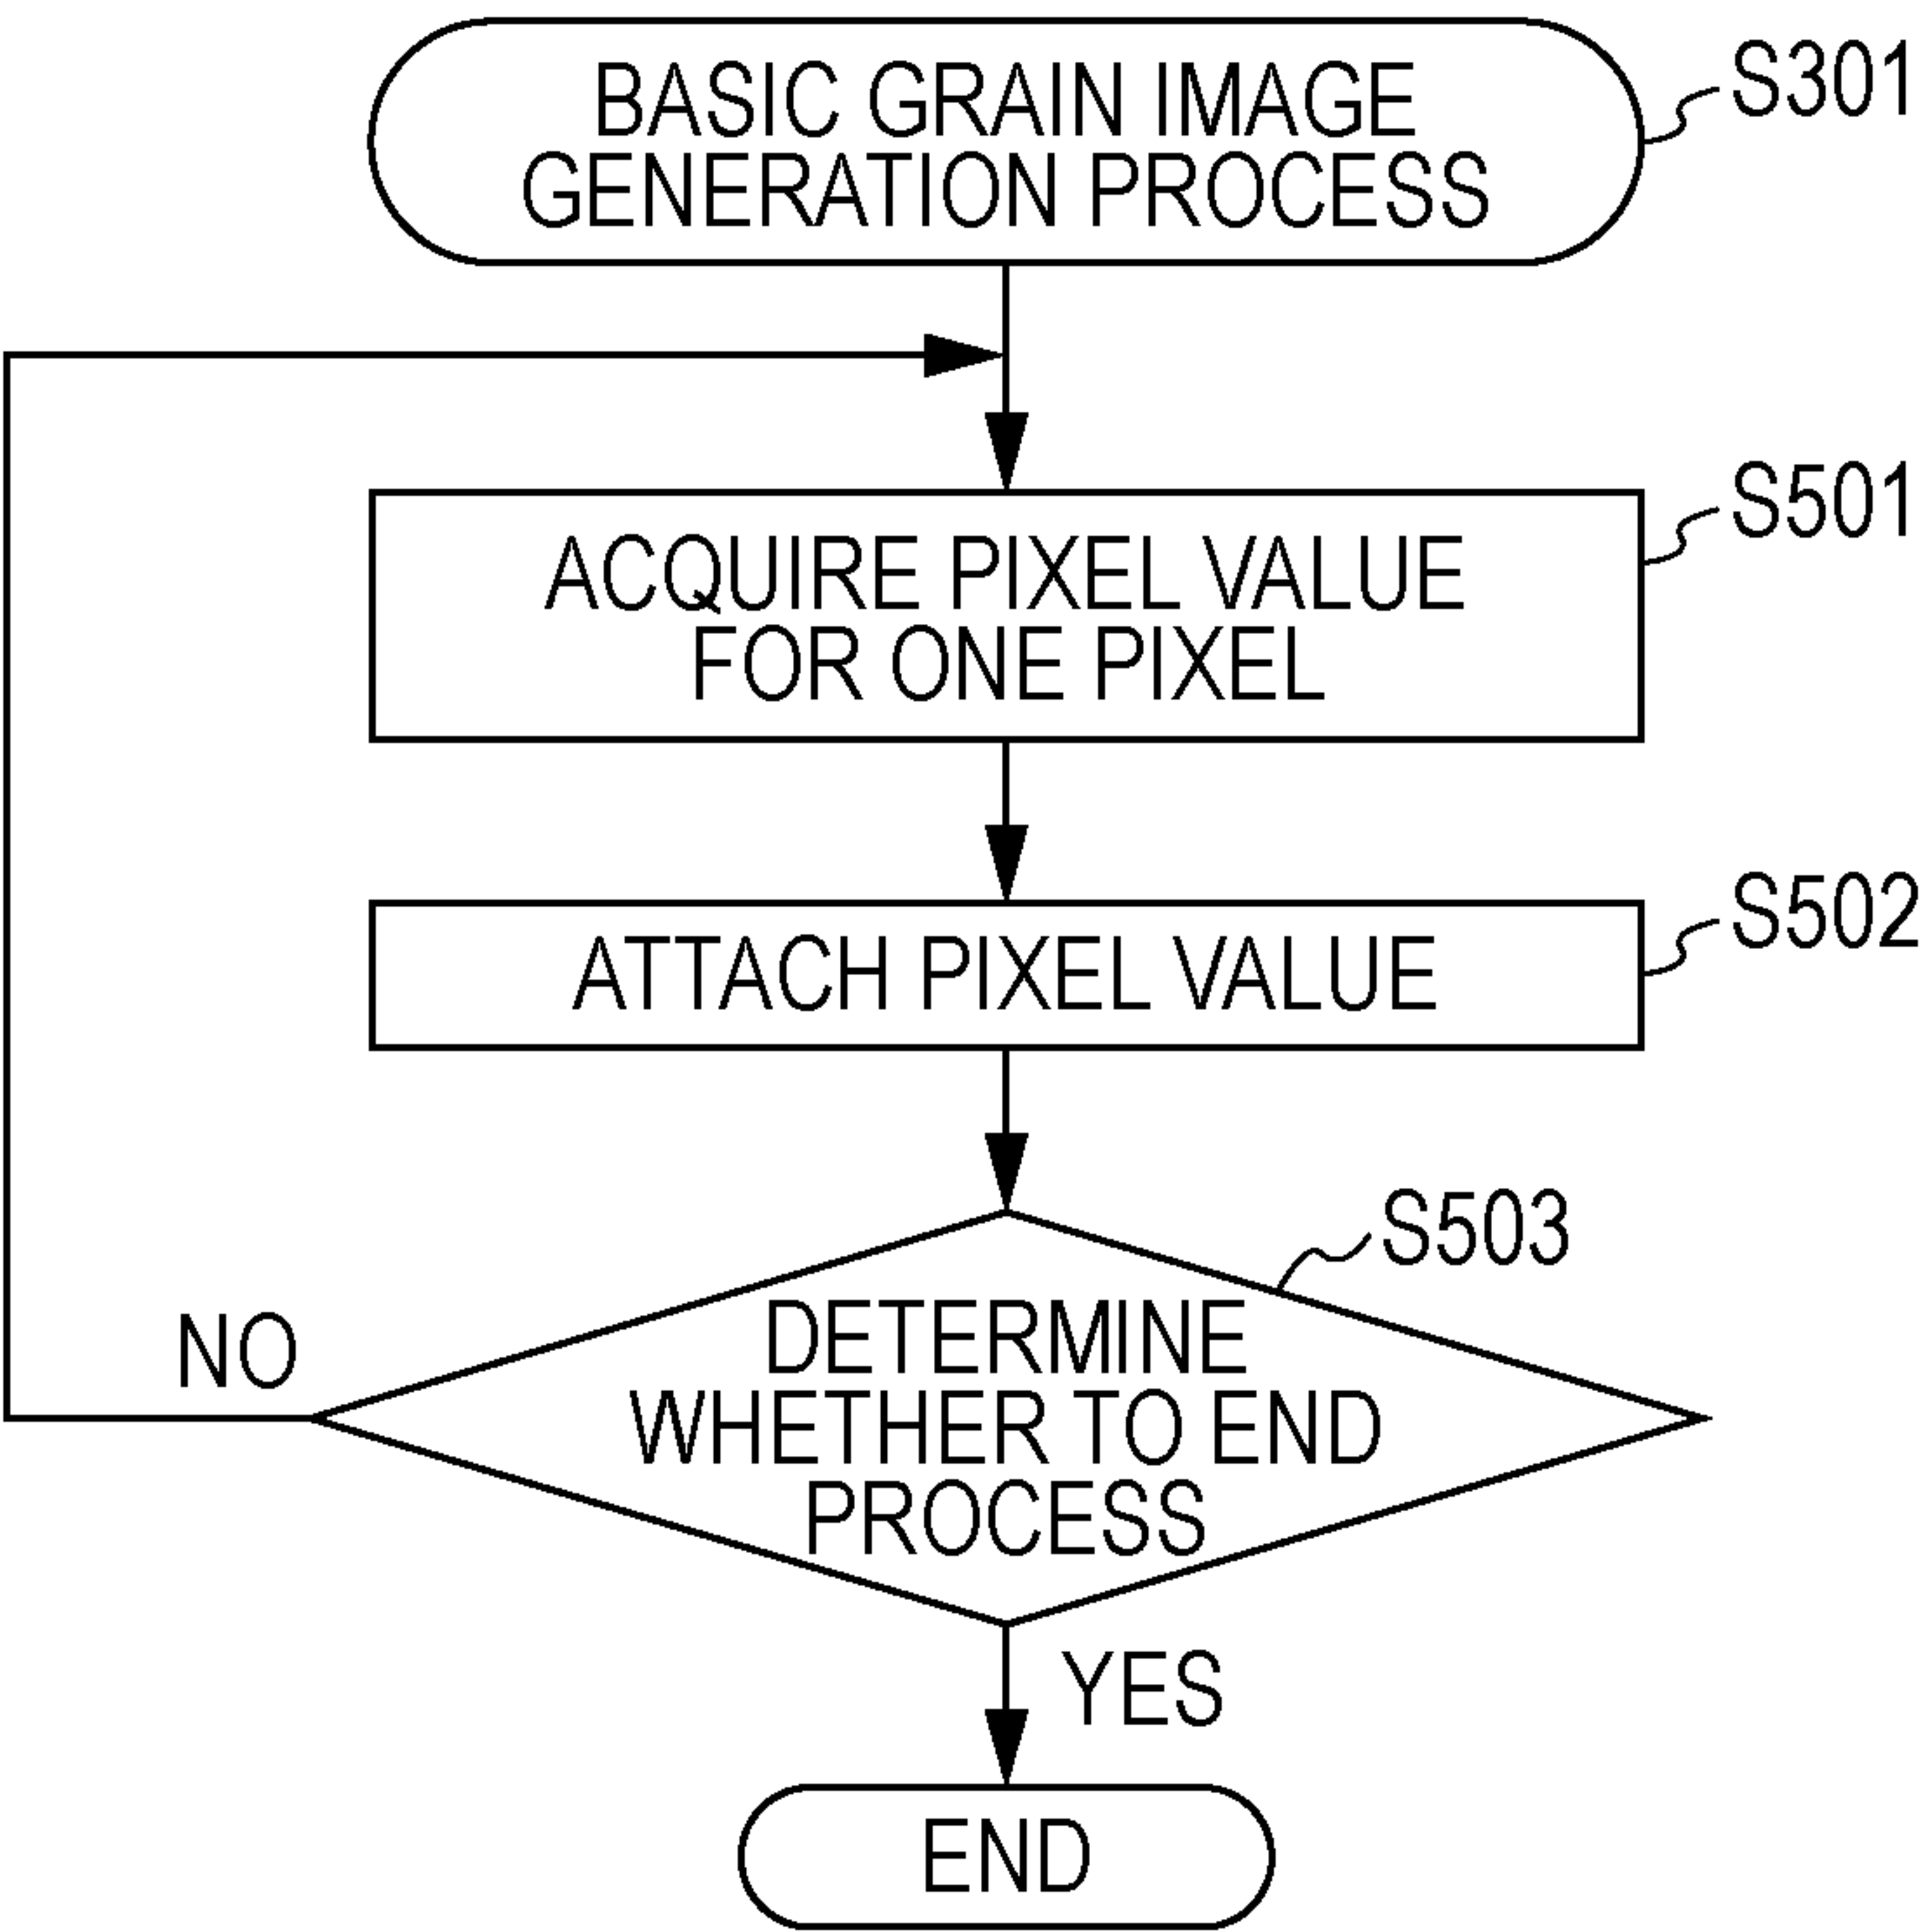 BASIC GRAIN IMAGE
GENERATION PROCESS
S301
ACQUIRE PIXEL VALUE
FOR ONE PIXEL
S501
ATTACH PIXEL VALUE
S502
S503
DETERMINE
WHETHER TO END
PROCESS
NO
YES
END